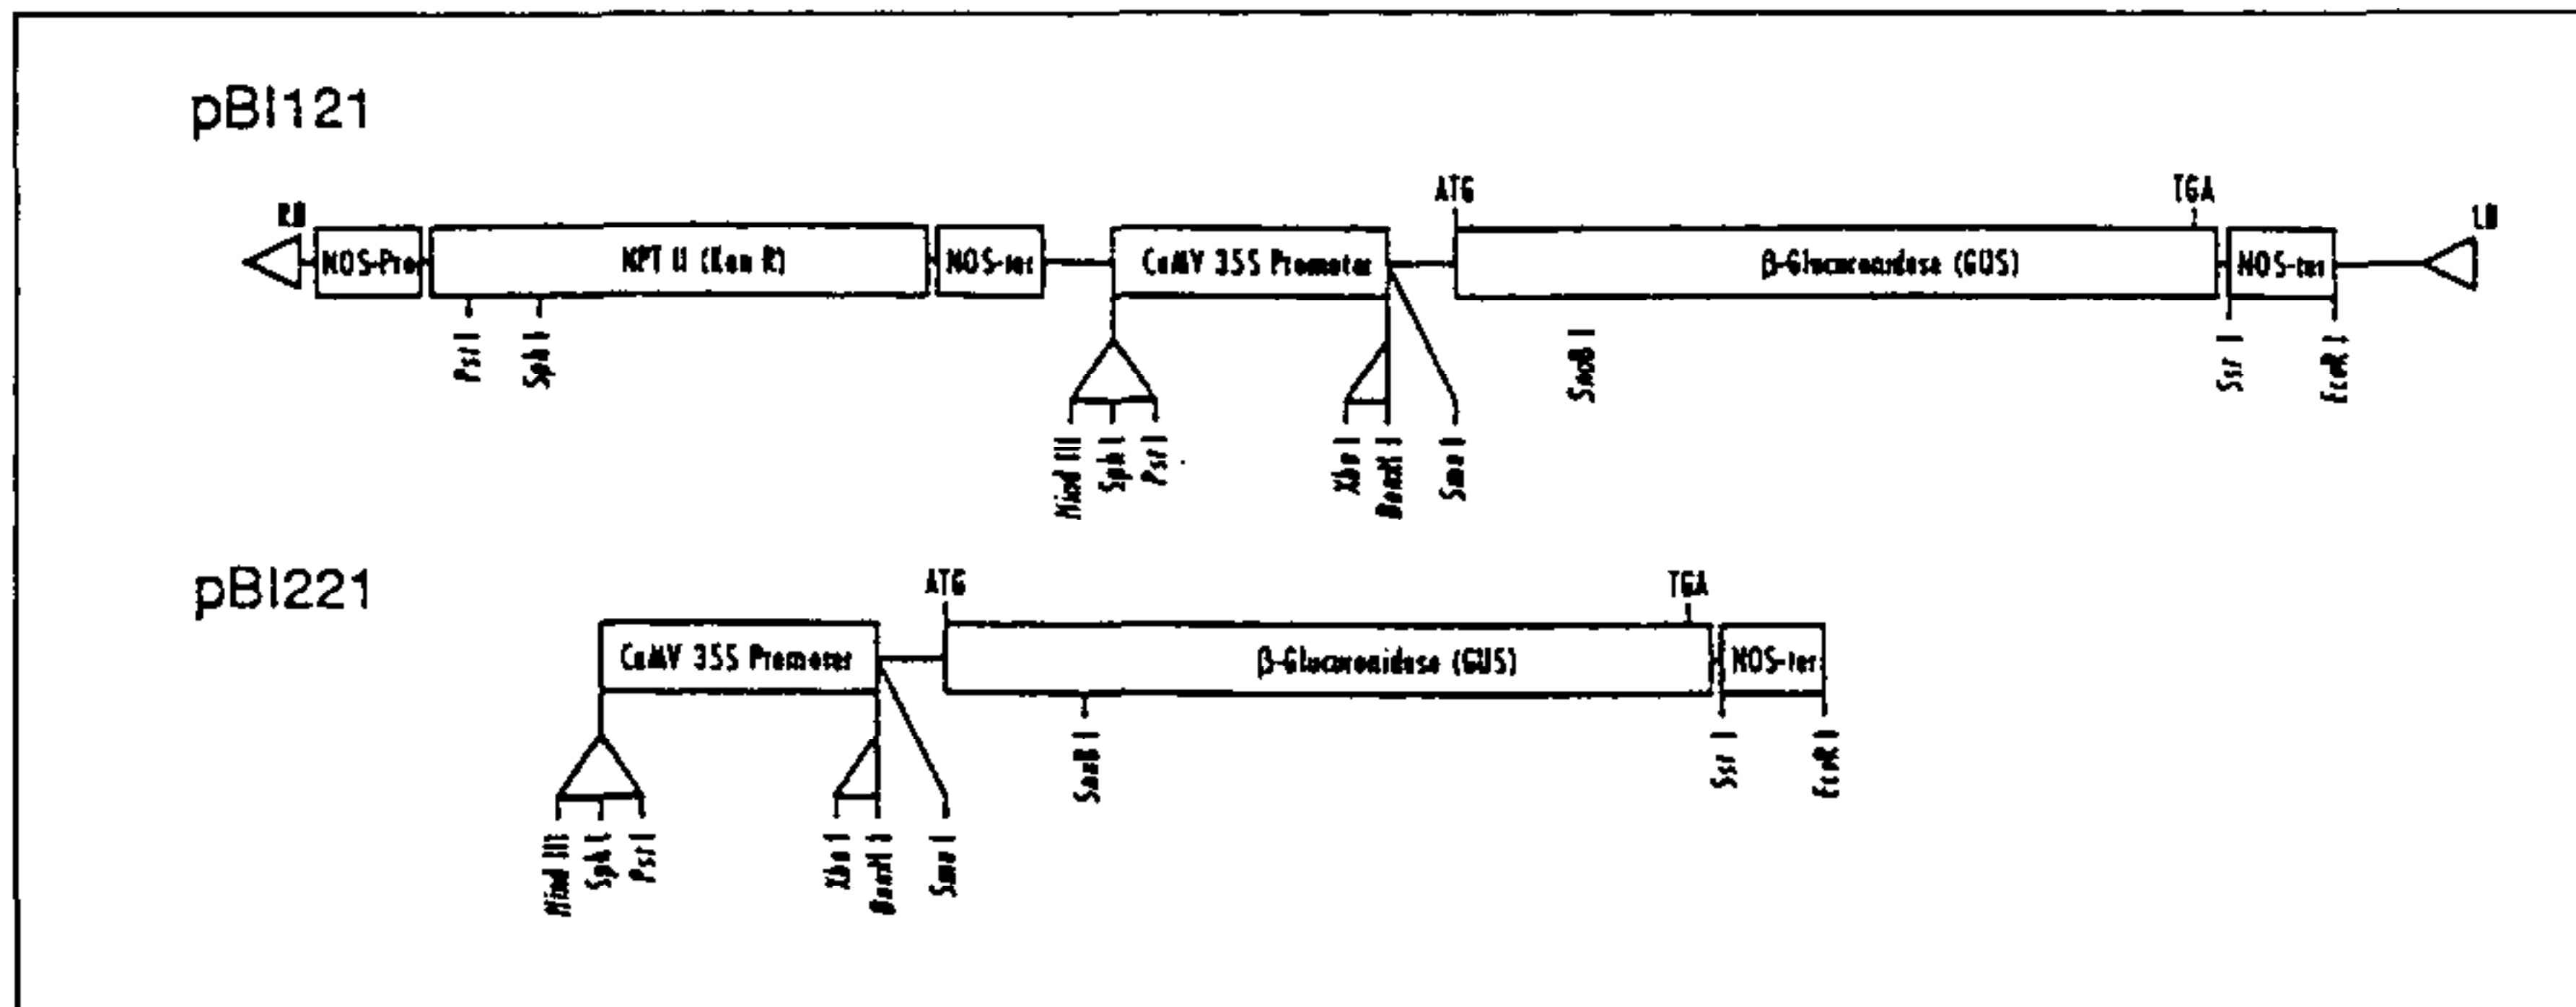 pBI121
ATG TGA
RB LB
NOS-Pro NPT II (Kan R) NOS-ter CaMV 35S Promoter β-Glucuronidase (GUS) NOS-ter
Pst I Sph I SnaB I Sst I EcoR I
Hind III Sph I Pst I Xba I BamH I Sma I
pBI221
ATG TGA
CaMV 35S Promoter β-Glucuronidase (GUS) NOS-ter
SnaB I Sst I EcoR I
Hind III Sph I Pst I Xba I BamH I Sma I